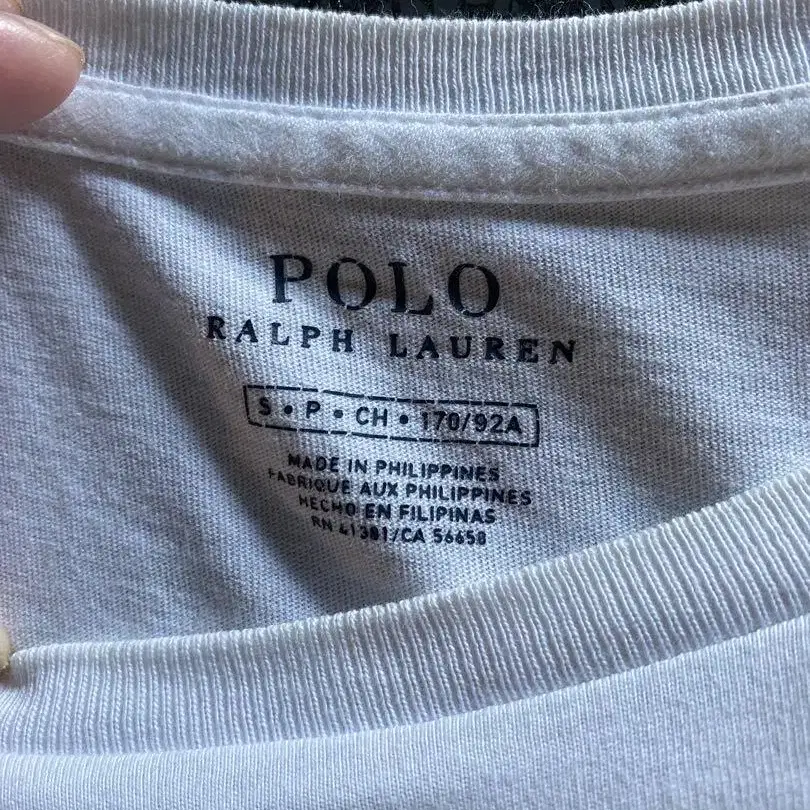 POLO
RALPH LAUREN
S • P • CH • 170/92A
MADE IN PHILIPPINES
FABRIQUE AUX PHILIPPINES
HECHO EN FILIPINAS
RN 41381/CA 56658